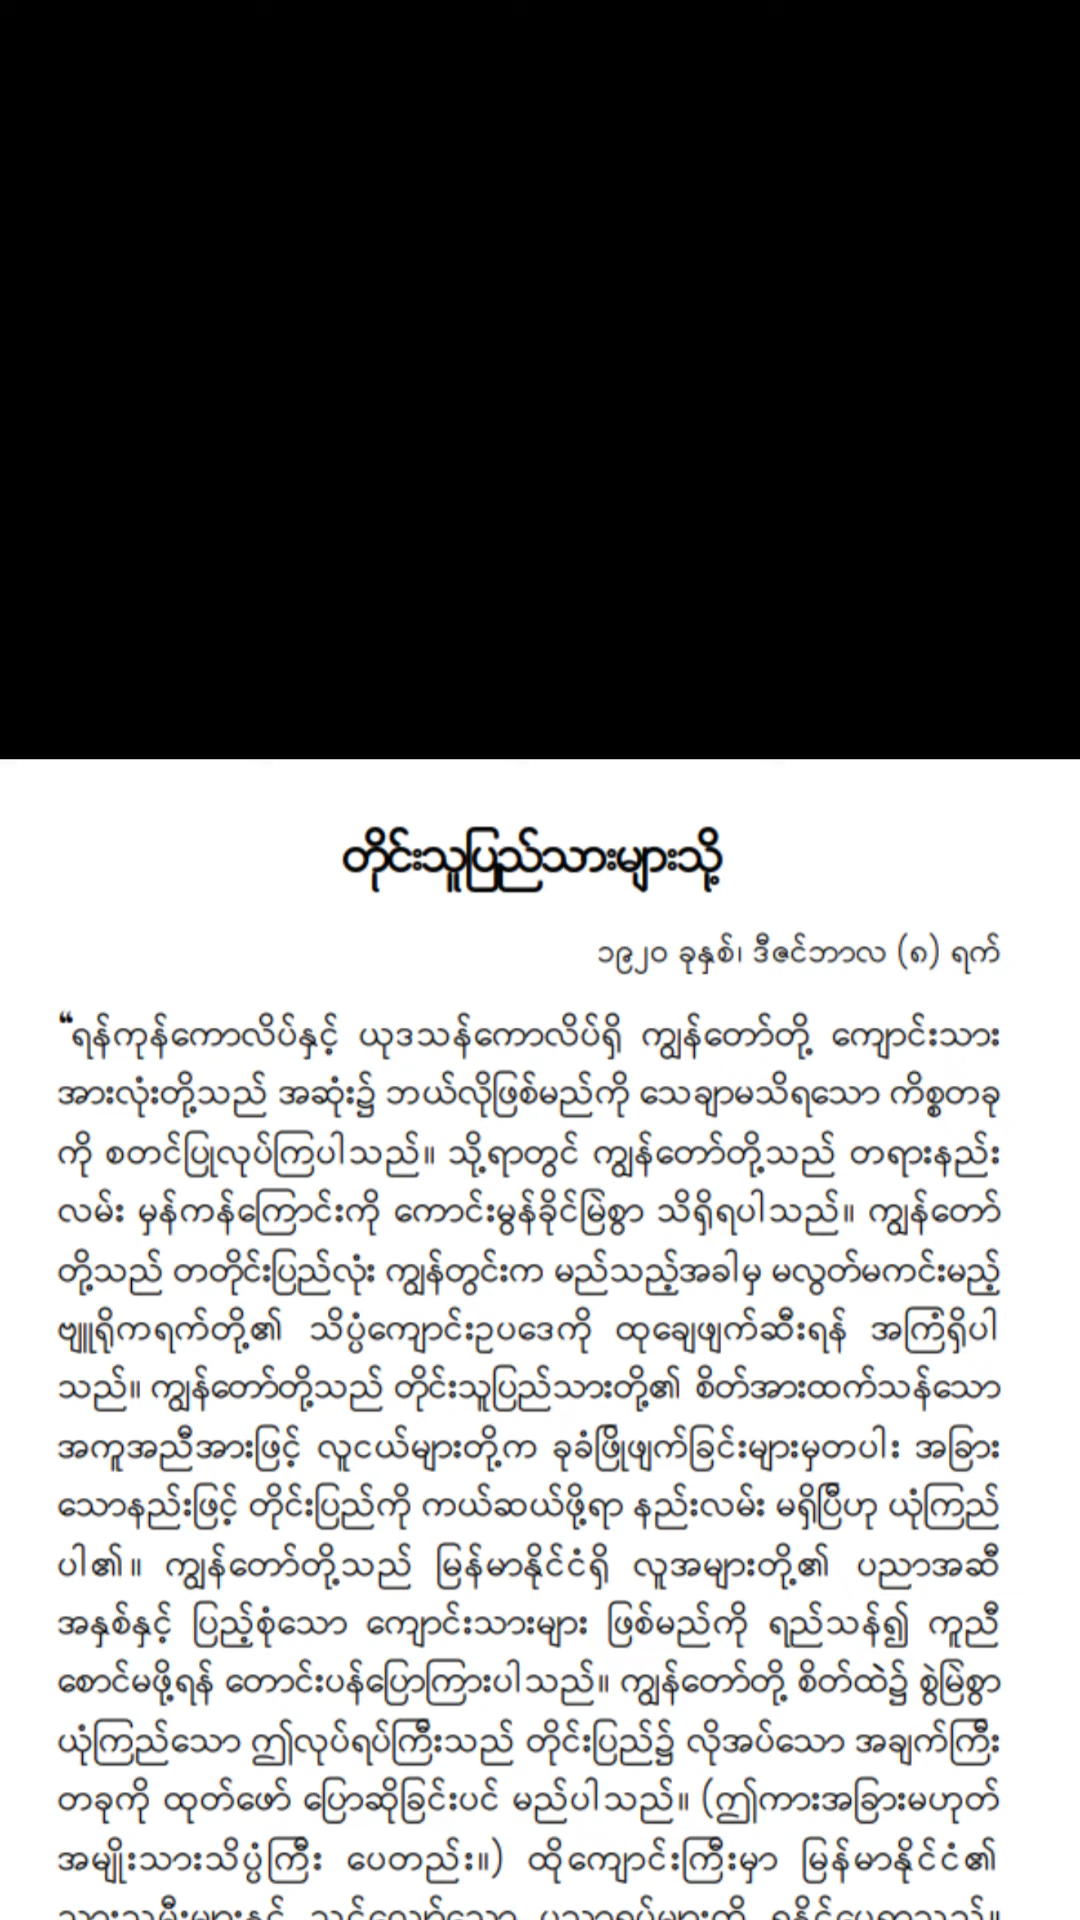 တိုင်းသူပြည်သားများသို့
၁၉၂၀ ခုနှစ်၊ ဒီဇင်ဘာလ (၈) ရက်
“ရန်ကုန်ကောလိပ်နှင့် ယုဒသန်ကောလိပ်ရှိ ကျွန်တော်တို့ ကျောင်းသား
အားလုံးတို့သည် အဆုံး၌ ဘယ်လိုဖြစ်မည်ကို သေချာမသိရသော ကိစ္စတခု
ကို စတင်ပြုလုပ်ကြပါသည်။ သို့ရာတွင် ကျွန်တော်တို့သည် တရားနည်း
လမ်း မှန်ကန်ကြောင်းကို ကောင်းမွန်ခိုင်မြဲစွာ သိရှိရပါသည်။ ကျွန်တော်
တို့သည် တတိုင်းပြည်လုံး ကျွန်တွင်းက မည်သည့်အခါမှ မလွတ်မကင်းမည့်
ဗျူရိုကရက်တို့၏ သိပ္ပံကျောင်းဥပဒေကို ထုချေဖျက်ဆီးရန် အကြံရှိပါ
သည်။ ကျွန်တော်တို့သည် တိုင်းသူပြည်သားတို့၏ စိတ်အားထက်သန်သော
အကူအညီအားဖြင့် လူငယ်များတို့က ခုခံဖြိုဖျက်ခြင်းများမှတပါး အခြား
သောနည်းဖြင့် တိုင်းပြည်ကို ကယ်ဆယ်ဖို့ရာ နည်းလမ်း မရှိပြီဟု ယုံကြည်
ပါ၏။ ကျွန်တော်တို့သည် မြန်မာနိုင်ငံရှိ လူအများတို့၏ ပညာအဆီ
အနှစ်နှင့် ပြည့်စုံသော ကျောင်းသားများ ဖြစ်မည်ကို ရည်သန်၍ ကူညီ
စောင်မဖို့ရန် တောင်းပန်ပြောကြားပါသည်။ ကျွန်တော်တို့ စိတ်ထဲ၌ စွဲမြဲစွာ
ယုံကြည်သော ဤလုပ်ရပ်ကြီးသည် တိုင်းပြည်၌ လိုအပ်သော အချက်ကြီး
တခုကို ထုတ်ဖော် ပြောဆိုခြင်းပင် မည်ပါသည်။ (ဤကားအခြားမဟုတ်
အမျိုးသားသိပ္ပံကြီး ပေတည်း။) ထိုကျောင်းကြီးမှာ မြန်မာနိုင်ငံ၏